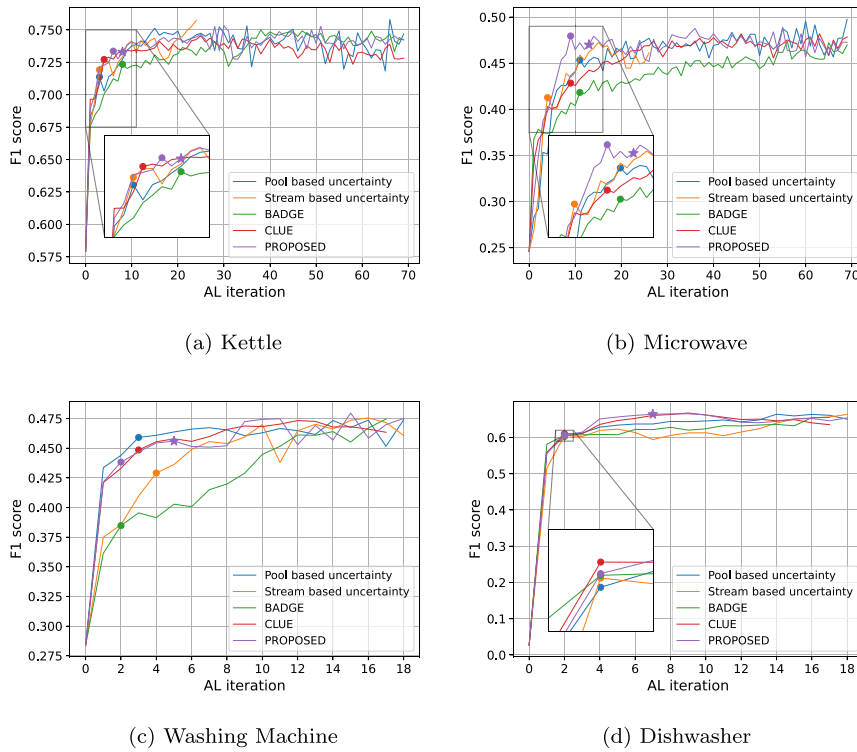 0.750
0.725
0.700
0.675
0.650
0.625
0.600
0.575
F1 score
0 10 20 30 40 50 60 70
AL iteration
Pool based uncertainty
Stream based uncertainty
BADGE
CLUE
PROPOSED
(a) Kettle
0.50
0.45
0.40
0.35
0.30
0.25
F1 score
0 10 20 30 40 50 60 70
AL iteration
Pool based uncertainty
Stream based uncertainty
BADGE
CLUE
PROPOSED
(b) Microwave
0.475
0.450
0.425
0.400
0.375
0.350
0.325
0.300
0.275
F1 score
0 2 4 6 8 10 12 14 16 18
AL iteration
Pool based uncertainty
Stream based uncertainty
BADGE
CLUE
PROPOSED
(c) Washing Machine
0.6
0.5
0.4
0.3
0.2
0.1
0.0
F1 score
0 2 4 6 8 10 12 14 16 18
AL iteration
Pool based uncertainty
Stream based uncertainty
BADGE
CLUE
PROPOSED
(d) Dishwasher